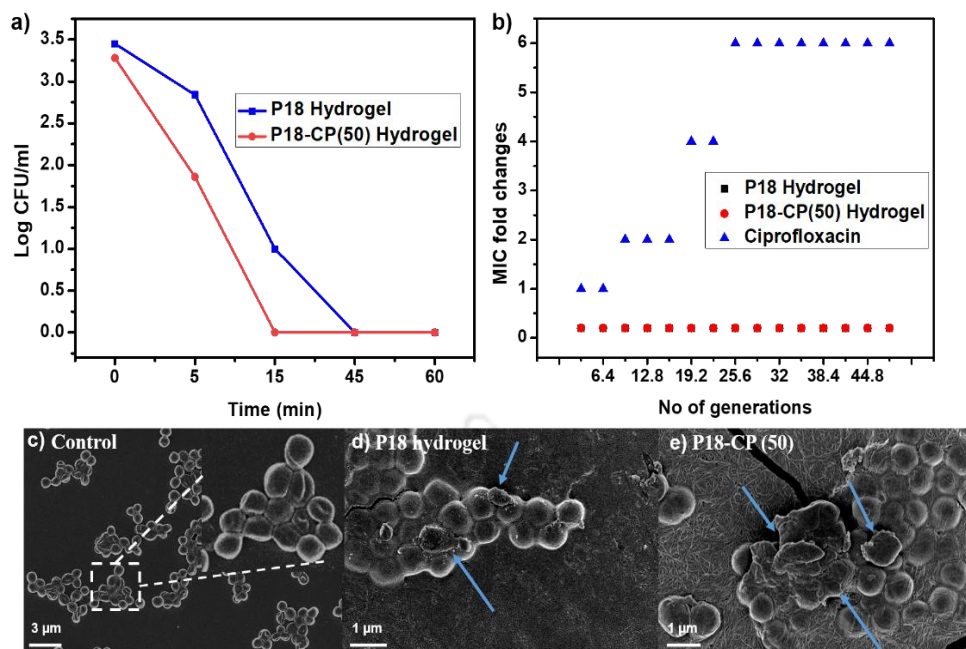 a)
3.5
3.0
2.5
2.0
1.5
1.0
0.5
0.0
Log CFU/ml
P18 Hydrogel
P18-CP(50) Hydrogel
0 5 15 45 60
Time (min)
b)
6
5
4
3
2
1
0
MIC fold changes
P18 Hydrogel
P18-CP(50) Hydrogel
Ciprofloxacin
6.4 12.8 19.2 25.6 32 38.4 44.8
No of generations
c) Control
3 µm
d) P18 hydrogel
1 µm
e) P18-CP (50)
1 µm